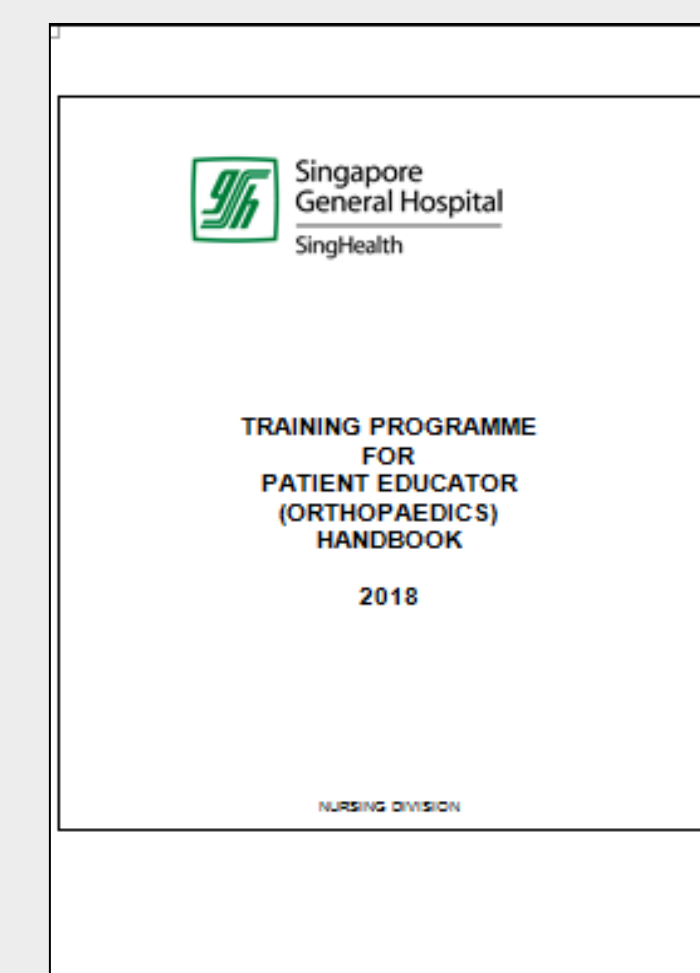 Singapore
General Hospital
SingHealth
TRAINING PROGRAMME
FOR
PATIENT EDUCATOR
(ORTHOPAEDICS)
HANDBOOK
2018
NURSING DIVISION